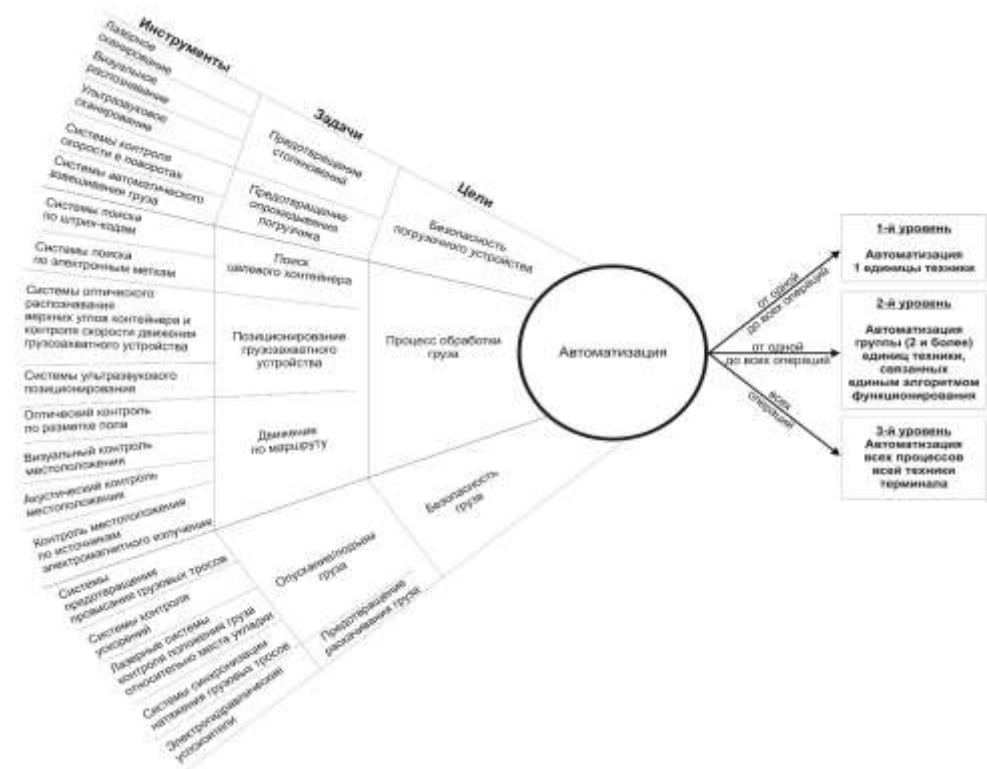 Инструменты
Задачи
Цели
Лазерное
сканирование
Визуальное
распознавание
Ультразвуковое
сканирование
Системы контроля
скорости в поворотах
Системы автоматического
взвешивания груза
Системы поиска
по штрих-кодам
Системы поиска
по электронным меткам
Системы оптического
распознавания
верхних углов контейнера и
контроля скорости движения
грузозахватного устройства
Системы ультразвукового
позиционирования
Оптический контроль
по разметке пола
Визуальный контроль
местоположения
Акустический контроль
местоположения
Контроль местоположения
по источникам
электромагнитного излучения
Системы
предотвращения
провисания грузовых тросов
Системы контроля
ускорений
Лазерные системы
контроля положения груза
относительно места укладки
Системы синхронизации
натяжения грузовых тросов
Электрогидравлические
успокоители
Предотвращение
столкновений
Предотвращение
опрокидывания
погрузчика
Поиск
целевого контейнера
Позиционирование
грузозахватного
устройства
Движение
по маршруту
Опускание/подъем
груза
Предотвращение
раскачивания груза
Безопасность
погрузочного устройства
Процесс обработки
груза
Безопасность
груза
Автоматизация
от одной
до всех операций
от одной
до всех операций
всех
операций
1-й уровень
Автоматизация
1 единицы техники
2-й уровень
Автоматизация
группы (2 и более)
единиц техники,
связанных
единым алгоритмом
функционирования
3-й уровень
Автоматизация
всех процессов
всей техники
терминала